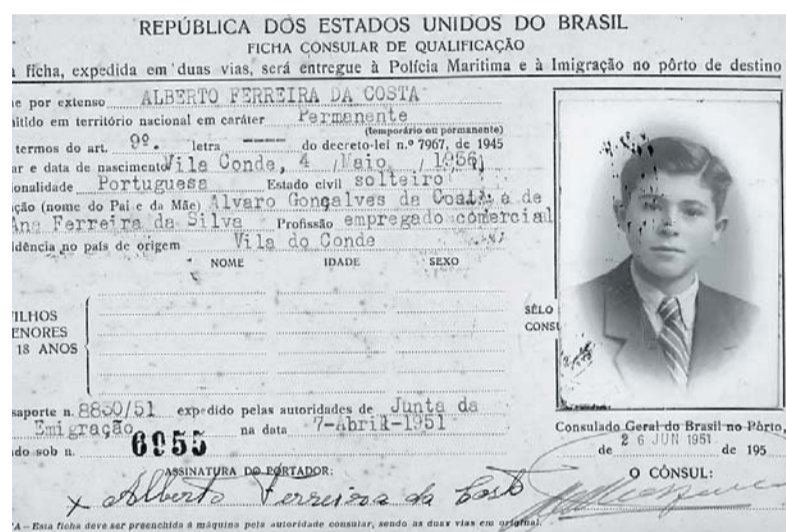 REPÚBLICA DOS ESTADOS UNIDOS DO BRASIL
FICHA CONSULAR DE QUALIFICAÇÃO
a ficha, expedida em duas vias, será entregue à Polícia Maritima e à Imigração no pôrto de destino
e por extenso ALBERTO FERREIRA DA COSTA
itido em território nacional em caráter Permanente
(temporário ou permanente)
termos do art. 9º. letra ---- do decreto-lei n.º 7967, de 1945
ar e data de nascimento Vila Conde, 4 / Maio /
onalidade Portuguesa Estado civil solteiro
ção (nome do Pai e da Mãe) Alvaro Gonçalves da Costa e de
Ana Ferreira da Silva Profissão empregado comercial
idência no país de origem Vila do Conde
NOME IDADE SEXO
ILHOS
ENORES
18 ANOS
SÊLO
CONSU
saporte n. 8850/51 expedido pelas autoridades de Junta da
Emigração na data 7-Abril-1951
do sob n. 6955
Consulado Geral do Brasil no Pôrto,
de 26 JUN 1951 de 195
ASSINATURA DO PORTADOR:
O CÔNSUL:
x Alberto Ferreira da Costa
A - Esta ficha deve ser preenchida à máquina pela autoridade consular, sendo as duas vias em original.